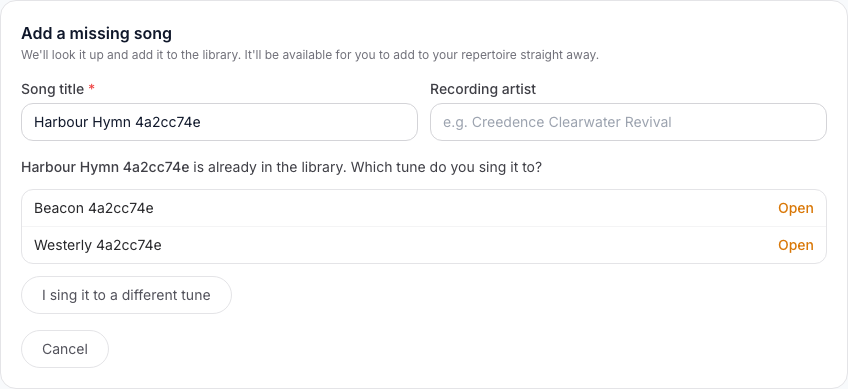 Add a missing song
We'll look it up and add it to the library. It'll be available for you to add to your repertoire straight away.
Song title *
Recording artist
Harbour Hymn 4a2cc74e
e.g. Creedence Clearwater Revival
Harbour Hymn 4a2cc74e is already in the library. Which tune do you sing it to?
Beacon 4a2cc74e
Open
Westerly 4a2cc74e
Open
I sing it to a different tune
Cancel